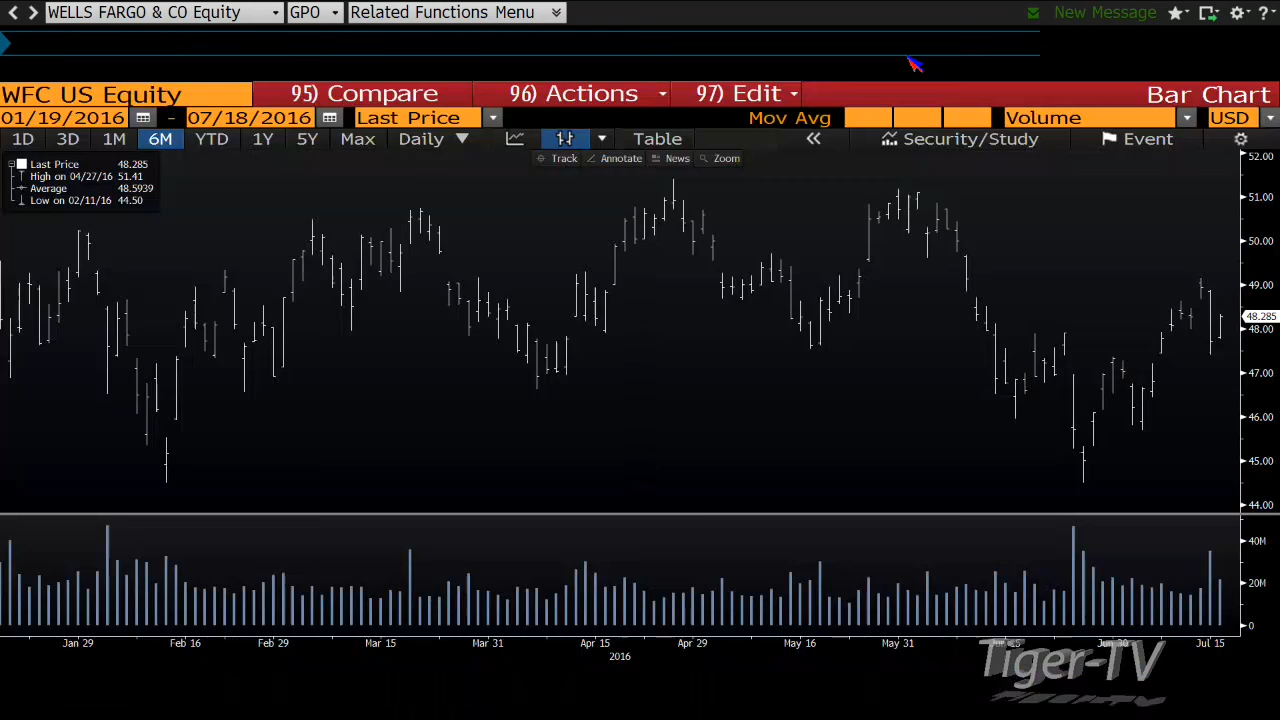 WELLS FARGO & CO Equity GPO Related Functions Menu New Message ?
WFC US Equity 95) Compare 96) Actions 97) Edit Bar Chart
01/19/2016 - 07/18/2016 Last Price Mov Avg Volume USD
1D 3D 1M 6M YTD 1Y 5Y Max Daily Table « Security/Study Event
Track Annotate News Zoom
Last Price 48.285
High on 04/27/16 51.41
Average 48.5939
Low on 02/11/16 44.50
52.00
51.00
50.00
49.00
48.285
48.00
47.00
46.00
45.00
44.00
40M
20M
0
Jan 29 Feb 16 Feb 29 Mar 15 Mar 31 Apr 15 Apr 29 May 16 May 31 Jun 15 Jun 30 Jul 15
2016
Tiger-TV